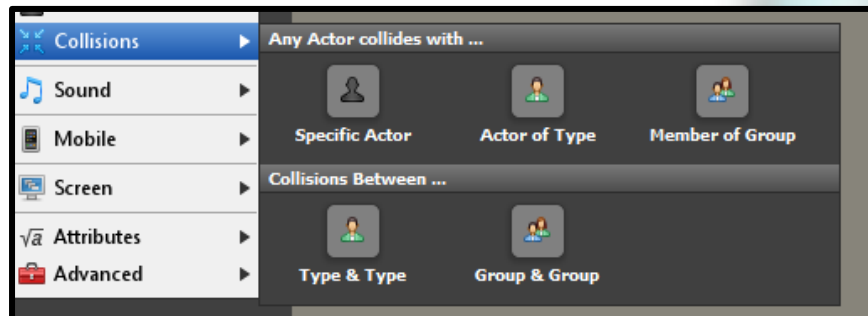 Collisions
Sound
Mobile
Screen
√a Attributes
Advanced
Any Actor collides with ...
Specific Actor
Actor of Type
Member of Group
Collisions Between ...
Type & Type
Group & Group